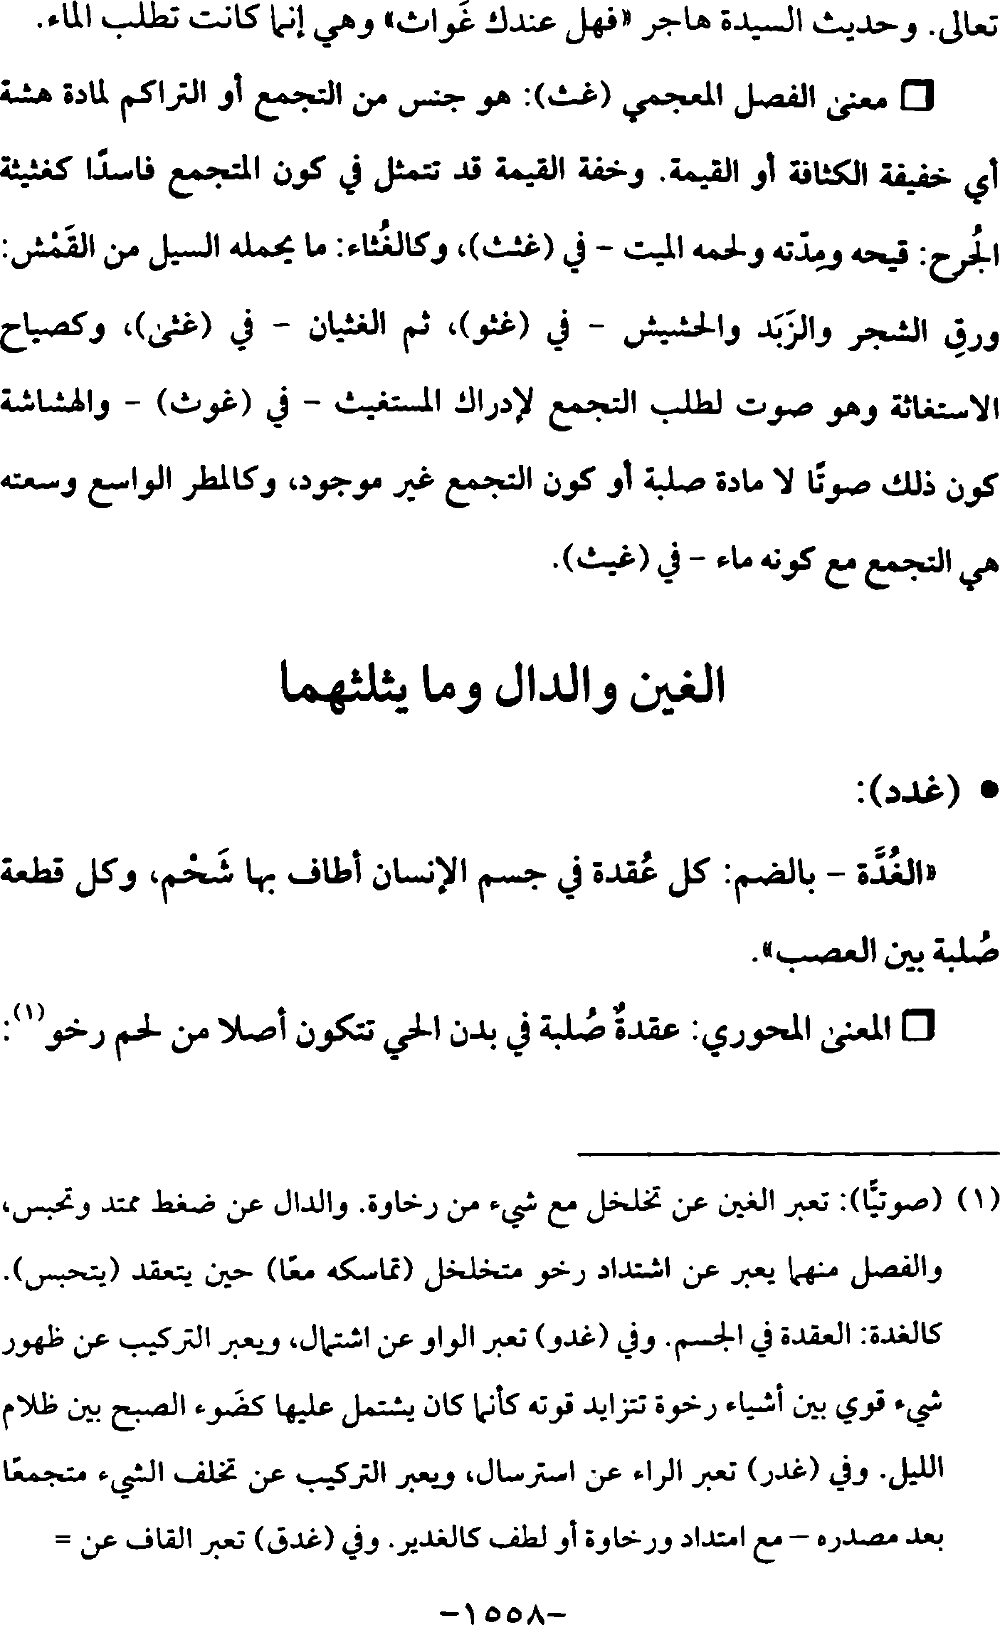 تعالى. وحديث السيدة هاجر «فهل عندك غَواث» وهي إنما كانت تطلب الماء.
❏ معنى الفصل المعجمي (غث): هو جنس من التجمع أو التراكم لمادة هشة
أي خفيفة الكثافة أو القيمة. وخفة القيمة قد تتمثل في كون المتجمع فاسدًا كغثيثة
الجُرح: قيحه ومِدّته ولحمه الميت – في (غثث)، وكالغُثاء: ما يحمله السيل من القَمْش:
ورقِ الشجر والزَبَد والحشيش – في (غثو)، ثم الغثيان – في (غثى)، وكصياح
الاستغاثة وهو صوت لطلب التجمع لإدراك المستغيث – في (غوث) – والهشاشة
كون ذلك صوتًا لا مادة صلبة أو كون التجمع غير موجود، وكالمطر الواسع وسعته
هي التجمع مع كونه ماء – في (غيث).
الغين والدال وما يثلثهما
• (غدد):
«الغُدَّة – بالضم: كل عُقدة في جسم الإنسان أطاف بها شَحْم، وكل قطعة
صُلبة بين العصب».
❏ المعنى المحوري: عقدةٌ صُلبة في بدن الحي تتكون أصلا من لحم رخو(١):
(١) (صوتيًّا): تعبر الغين عن تخلخل مع شيء من رخاوة. والدال عن ضغط ممتد وتحبس،
والفصل منهما يعبر عن اشتداد رخو متخلخل (تماسكه معًا) حين يتعقد (يتحبس).
كالغدة: العقدة في الجسم. وفي (غدو) تعبر الواو عن اشتمال، ويعبر التركيب عن ظهور
شيء قوي بين أشياء رخوة تتزايد قوته كأنما كان يشتمل عليها كضَوء الصبح بين ظلام
الليل. وفي (غدر) تعبر الراء عن استرسال، ويعبر التركيب عن تخلف الشيء متجمعًا
بعد مصدره – مع امتداد ورخاوة أو لطف كالغدير. وفي (غدق) تعبر القاف عن =
-١٥٥٨-